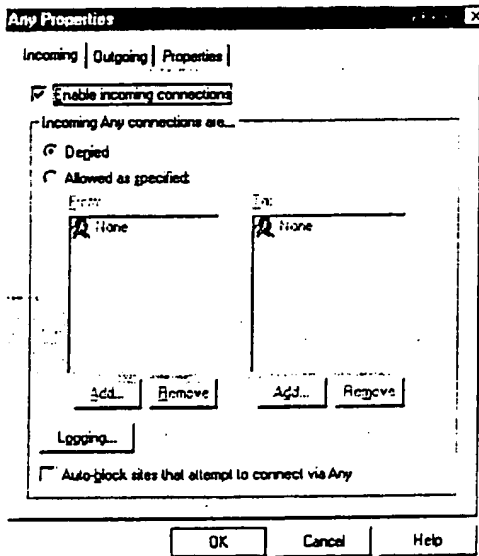 Any Properties
Incoming Outgoing Properties
Enable incoming connections
Incoming Any connections are...
Denied
Allowed as specified:
From: To:
None None
Add... Remove Add... Remove
Logging...
Auto-block sites that attempt to connect via Any
OK Cancel Help